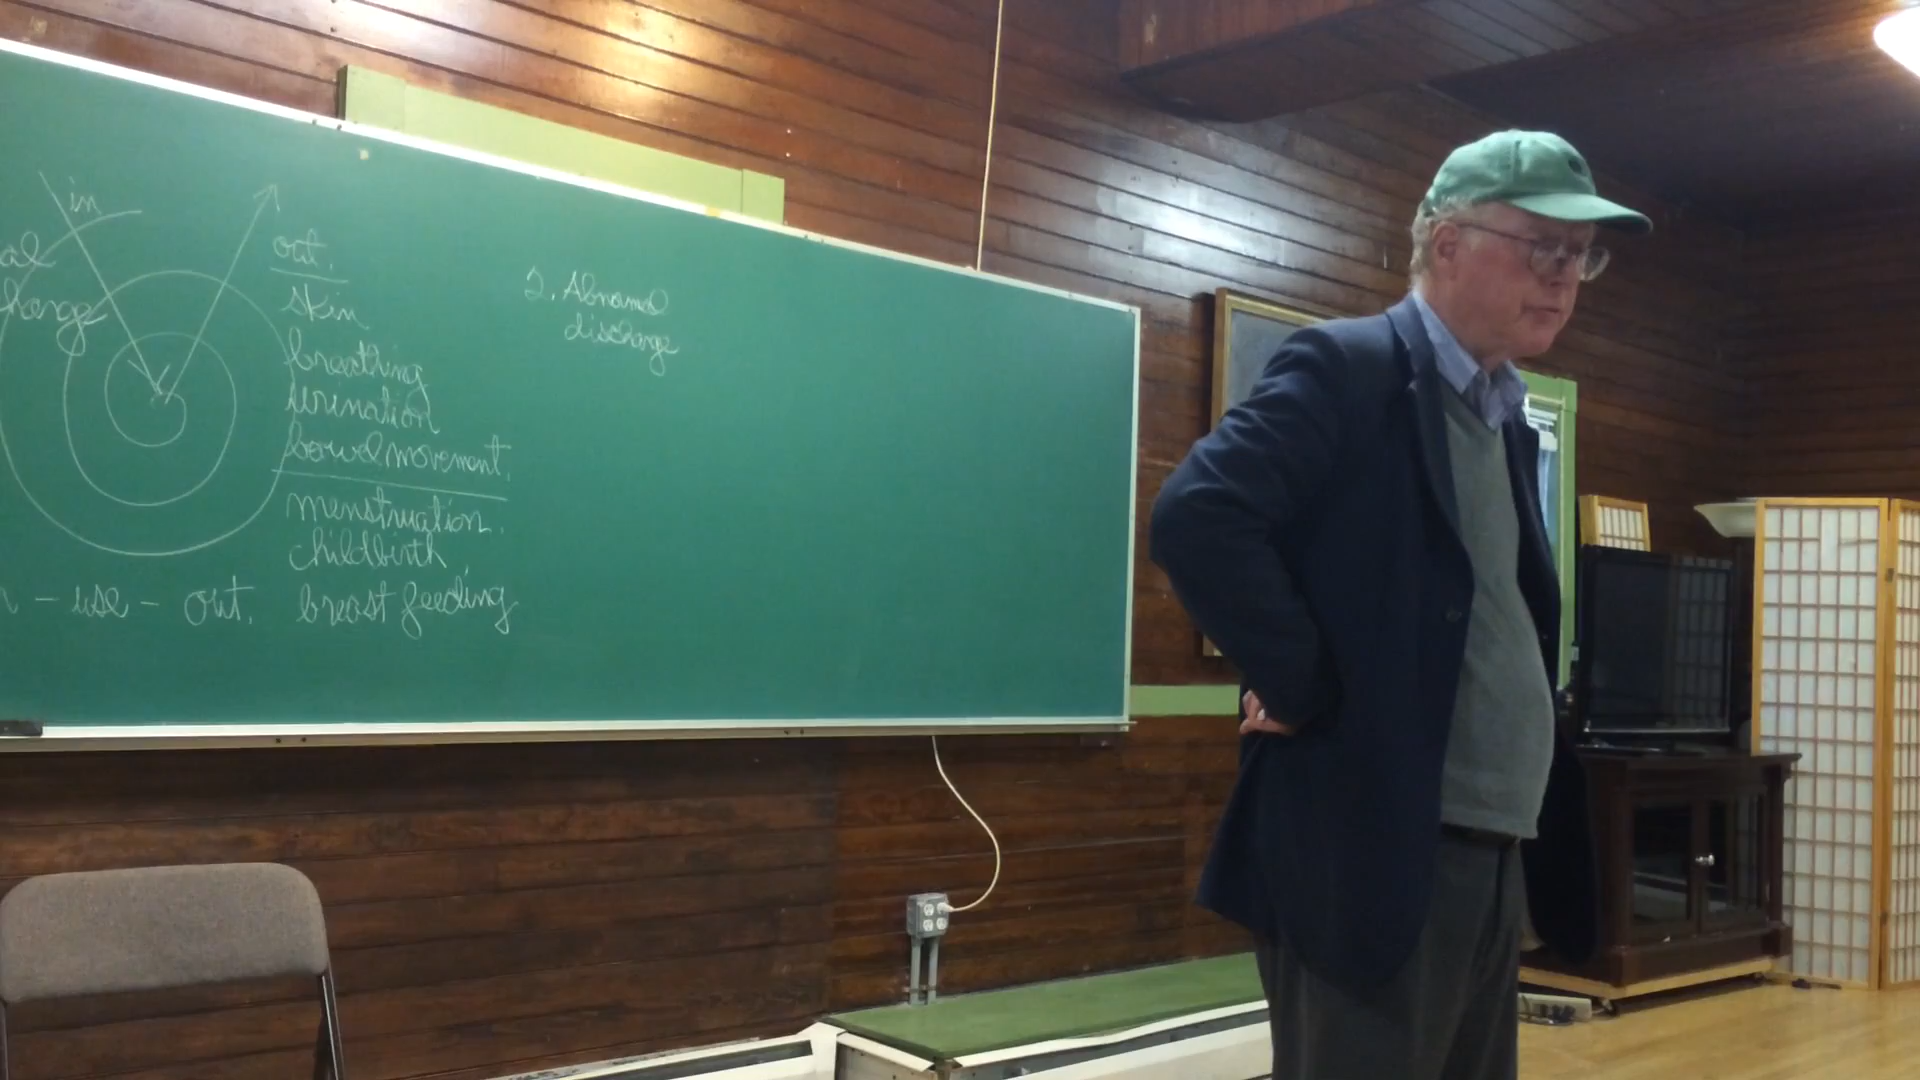 in
out.
skin
breathing
urination
bowel movement.
menstruation.
childbirth
- use - out. breast feeding
2. Abnormal
discharge